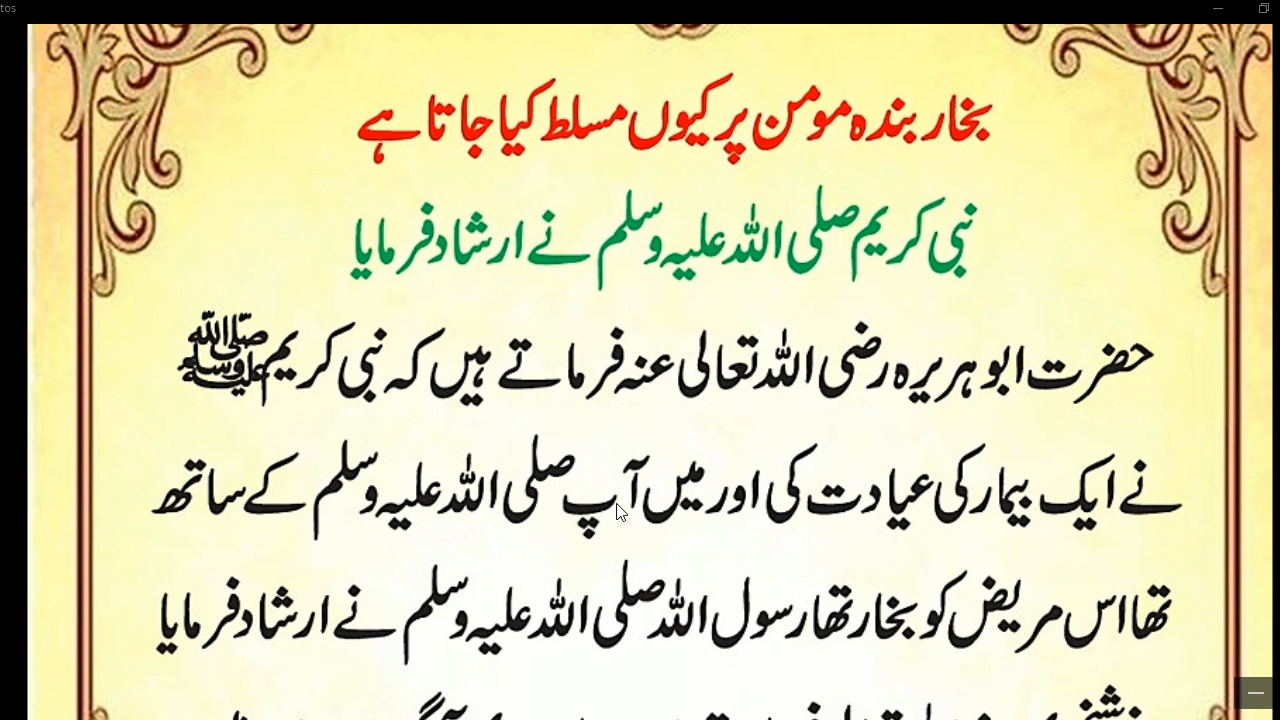 tos
بخار بندہ مومن پر کیوں مسلط کیا جاتا ہے
نبی کریم صلی اللہ علیہ وسلم نے ارشاد فرمایا
حضرت ابو ہریرہ رضی اللہ تعالی عنہ فرماتے ہیں کہ نبی کریم ﷺ
نے ایک بیمار کی عیادت کی اور میں آپ صلی اللہ علیہ وسلم کے ساتھ
تھا اس مریض کو بخار تھا رسول اللہ صلی اللہ علیہ وسلم نے ارشاد فرمایا